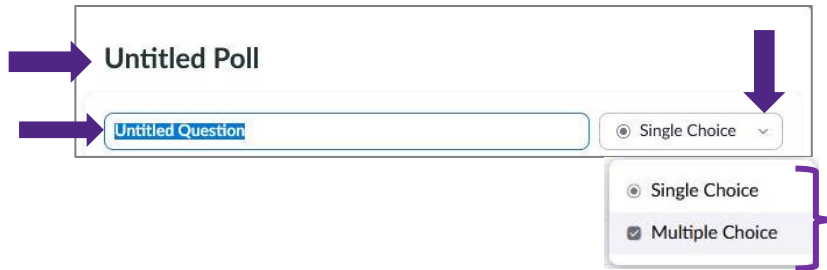 Untitled Poll
Untitled Question
Single Choice
Single Choice
Multiple Choice